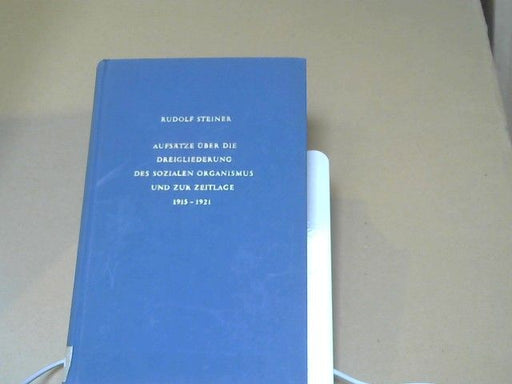 RUDOLF STEINER
AUFSÄTZE ÜBER DIE
DREIGLIEDERUNG
DES SOZIALEN ORGANISMUS
UND ZUR ZEITLAGE
1915 – 1921